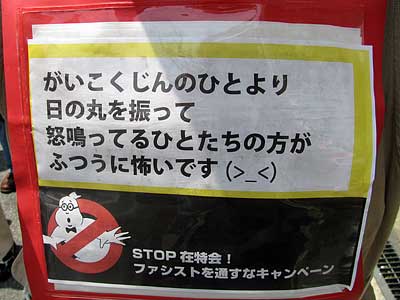 がいこくじんのひとより
日の丸を振って
怒鳴ってるひとたちの方が
ふつうに怖いです(>_<)
STOP 在特会！
ファシストを通すなキャンペーン